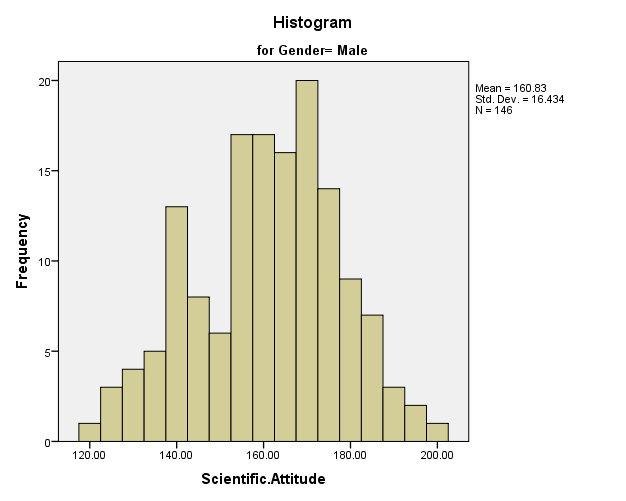 Histogram
for Gender= Male
Mean = 160.83
Std. Dev. = 16.434
N = 146
20
15
10
5
0
Frequency
120.00 140.00 160.00 180.00 200.00
Scientific.Attitude